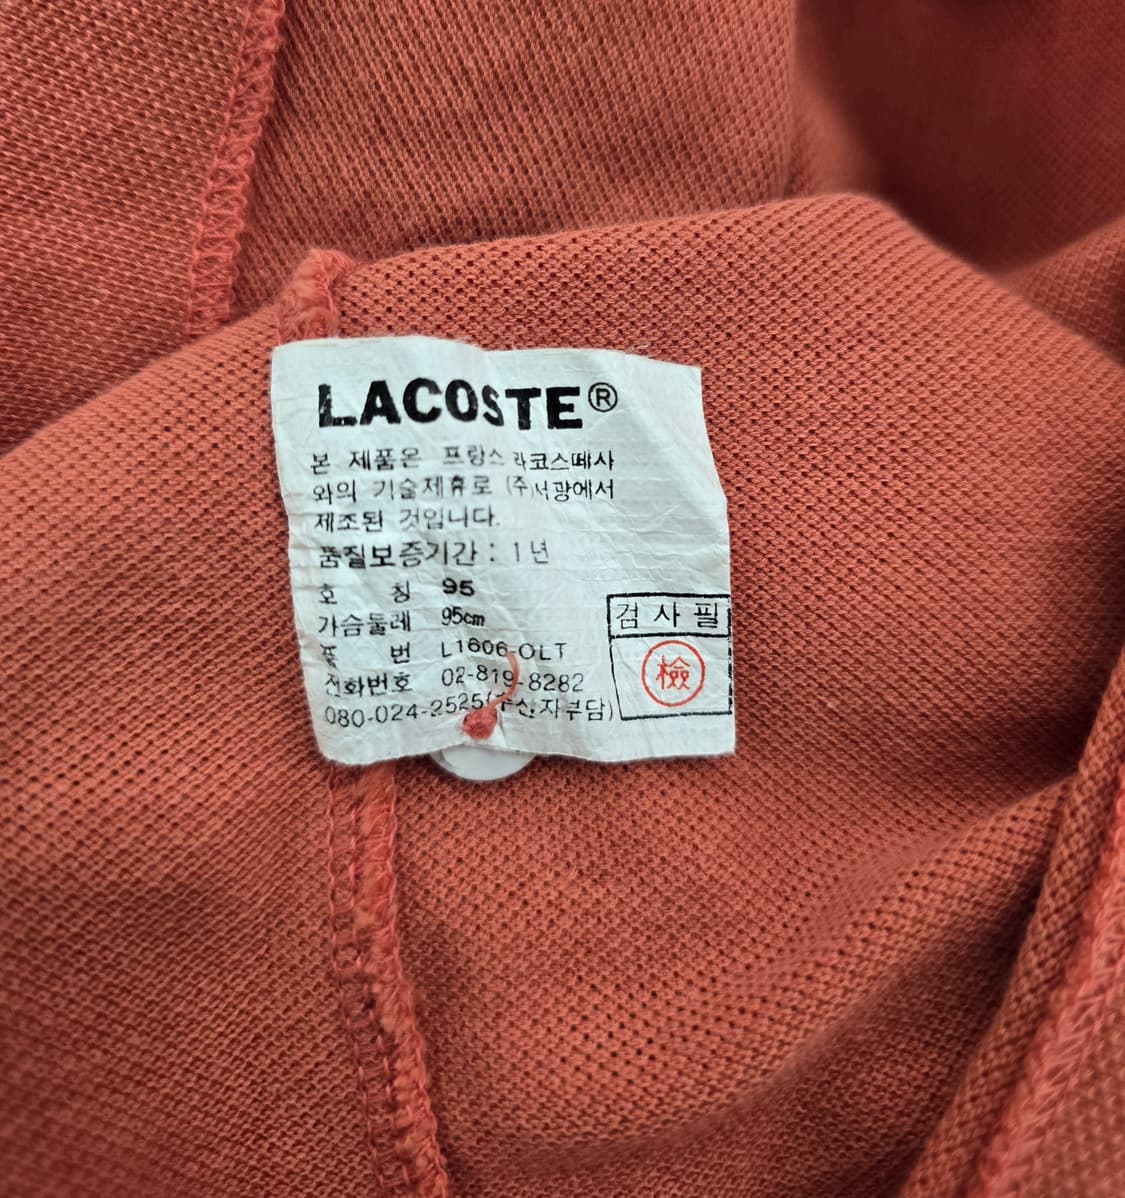 LACOSTE®
본 제품은 프랑스 라코스떼사
와의 기술제휴로 (주)서광에서
제조된 것입니다.
품질보증기간 : 1년
호 칭 95
가슴둘레 95cm
품 번 L1606-OLT
전화번호 02-819-8282
080-024-2525(수신자부담)
검사필
檢